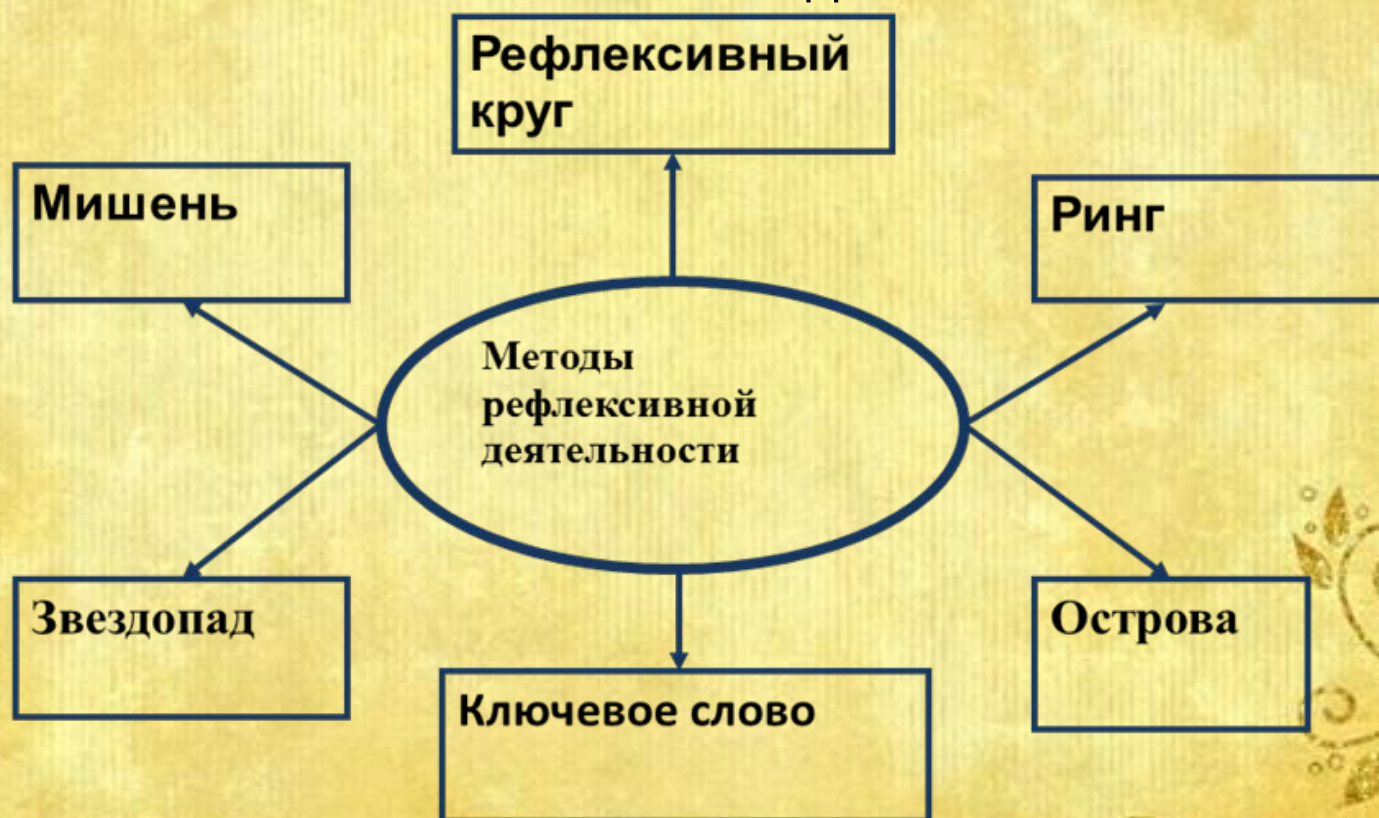 Рефлексивный
круг
Мишень
Ринг
Методы
рефлексивной
деятельности
Звездопад
Острова
Ключевое слово